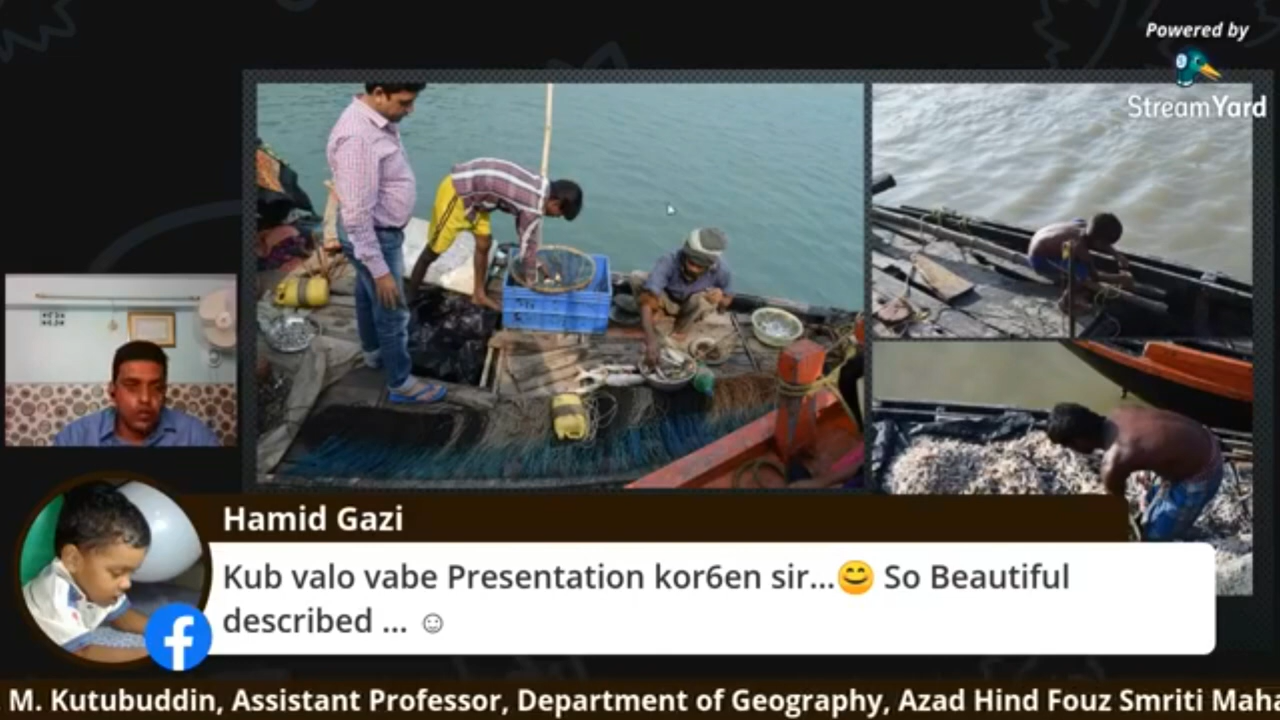 Powered by
StreamYard
Hamid Gazi
Kub valo vabe Presentation kor6en sir...😊 So Beautiful
described ... ☺
M. Kutubuddin, Assistant Professor, Department of Geography, Azad Hind Fouz Smriti Maha